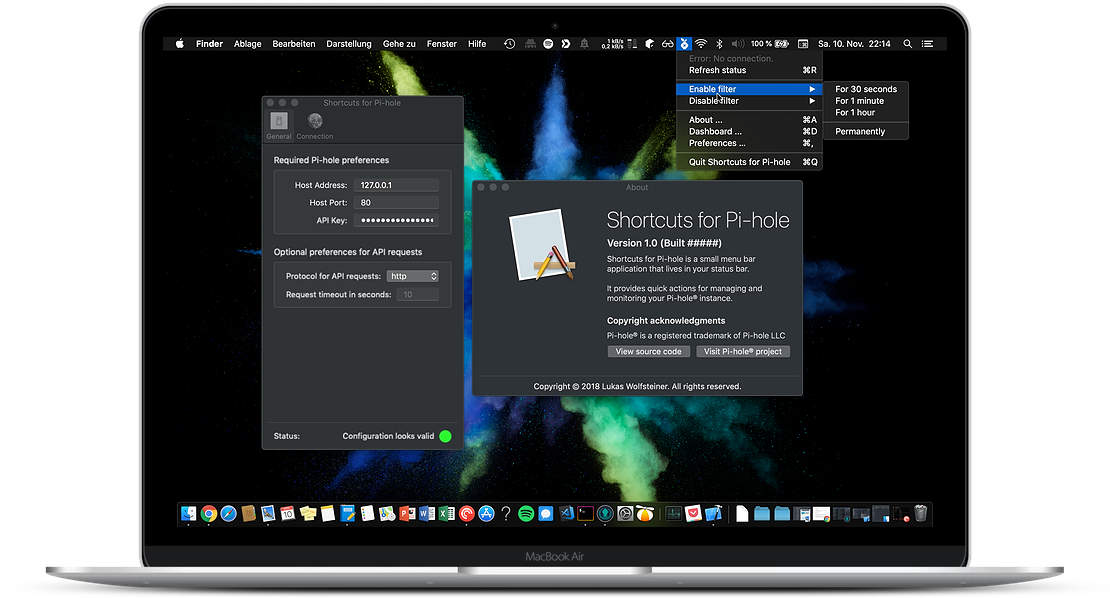 Finder Ablage Bearbeiten Darstellung Gehe zu Fenster Hilfe
1 kB/s
0,2 kB/s
100 %
Sa. 10. Nov. 22:14
Error: No connection.
Refresh status ⌘R
Enable filter ▶
Disable filter ▶
About ... ⌘A
Dashboard ... ⌘D
Preferences ... ⌘,
Quit Shortcuts for Pi-hole ⌘Q
For 30 seconds
For 1 minute
For 1 hour
Permanently
Shortcuts for Pi-hole
General Connection
Required Pi-hole preferences
Host Address: 127.0.0.1
Host Port: 80
API Key: ●●●●●●●●●●●●●●●
Optional preferences for API requests
Protocol for API requests: http
Request timeout in seconds: 10
Status: Configuration looks valid
About
Shortcuts for Pi-hole
Version 1.0 (Built #####)
Shortcuts for Pi-hole is a small menu bar
application that lives in your status bar.
It provides quick actions for managing and
monitoring your Pi-hole® instance.
Copyright acknowledgments
Pi-hole® is a registered trademark of Pi-hole LLC
View source code Visit Pi-hole® project
Copyright © 2018 Lukas Wolfsteiner. All rights reserved.
10
MacBook Air